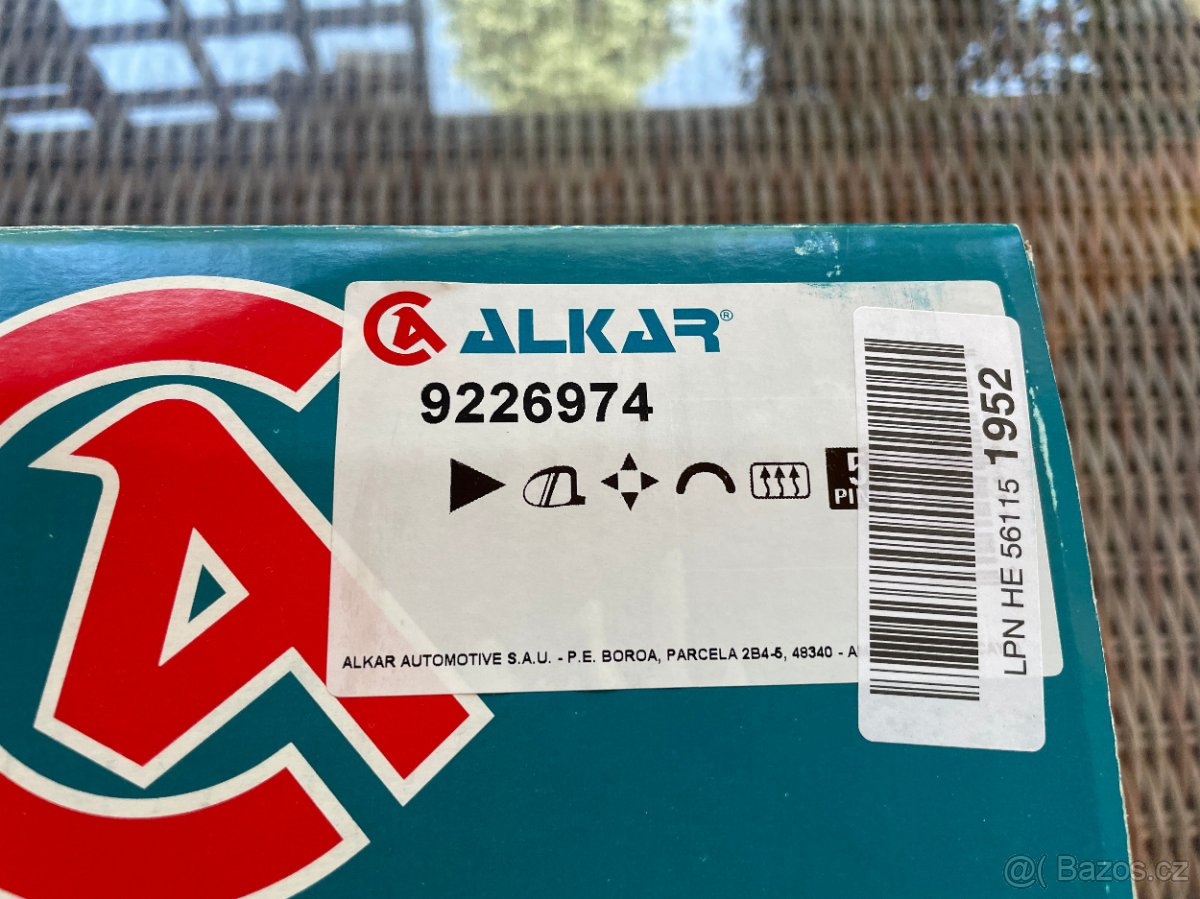 ALKAR®
9226974
ALKAR AUTOMOTIVE S.A.U. - P.E. BOROA, PARCELA 2B4-5, 48340 -
LPN HE 56115 1952
@( Bazos.cz